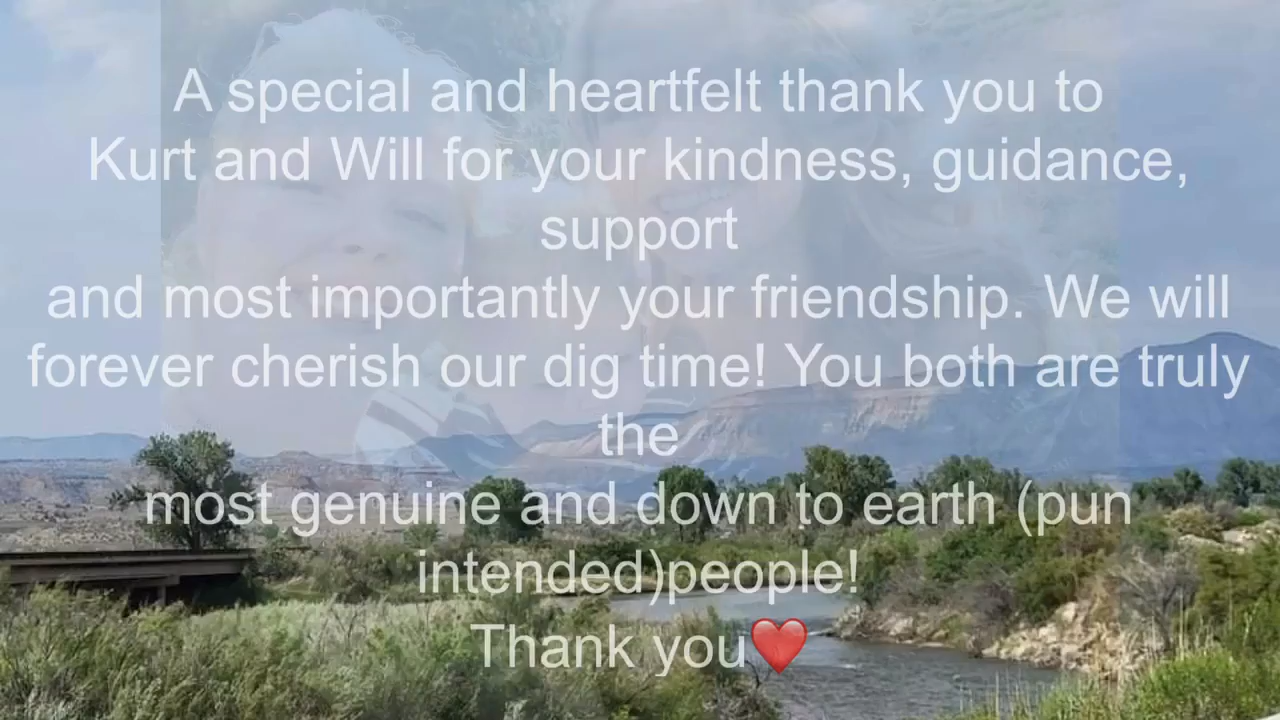 A special and heartfelt thank you to
Kurt and Will for your kindness, guidance,
support
and most importantly your friendship. We will
forever cherish our dig time! You both are truly
the
most genuine and down to earth (pun
intended)people!
Thank you❤️